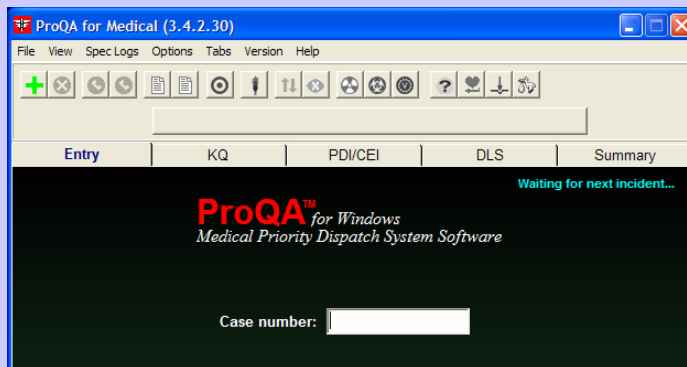 ProQA for Medical (3.4.2.30)
File View Spec Logs Options Tabs Version Help
Entry KQ PDI/CEI DLS Summary
Waiting for next incident...
ProQA™ for Windows
Medical Priority Dispatch System Software
Case number: